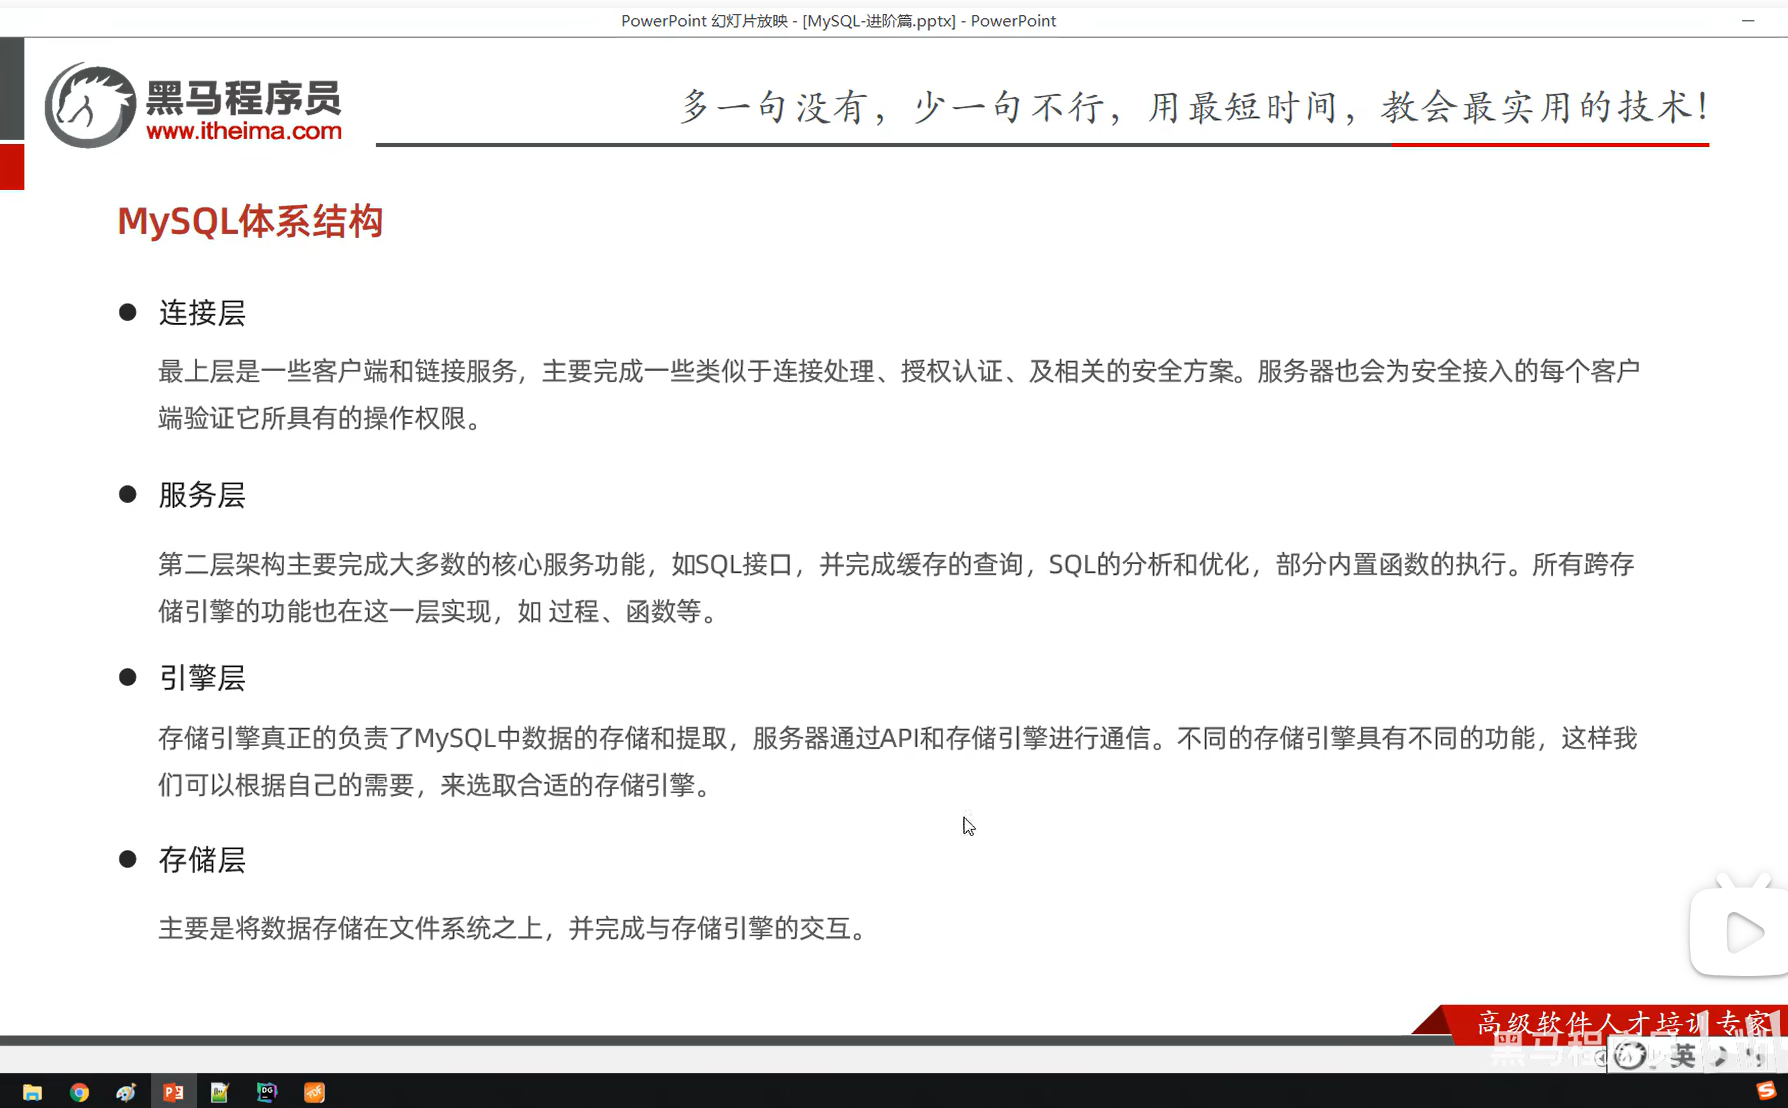 PowerPoint 幻灯片放映 - [MySQL-进阶篇.pptx] - PowerPoint
黑马程序员
www.itheima.com
多一句没有，少一句不行，用最短时间，教会最实用的技术！
MySQL体系结构
● 连接层
最上层是一些客户端和链接服务，主要完成一些类似于连接处理、授权认证、及相关的安全方案。服务器也会为安全接入的每个客户
端验证它所具有的操作权限。
● 服务层
第二层架构主要完成大多数的核心服务功能，如SQL接口，并完成缓存的查询，SQL的分析和优化，部分内置函数的执行。所有跨存
储引擎的功能也在这一层实现，如 过程、函数等。
● 引擎层
存储引擎真正的负责了MySQL中数据的存储和提取，服务器通过API和存储引擎进行通信。不同的存储引擎具有不同的功能，这样我
们可以根据自己的需要，来选取合适的存储引擎。
● 存储层
主要是将数据存储在文件系统之上，并完成与存储引擎的交互。
高级软件人才培训专家
英